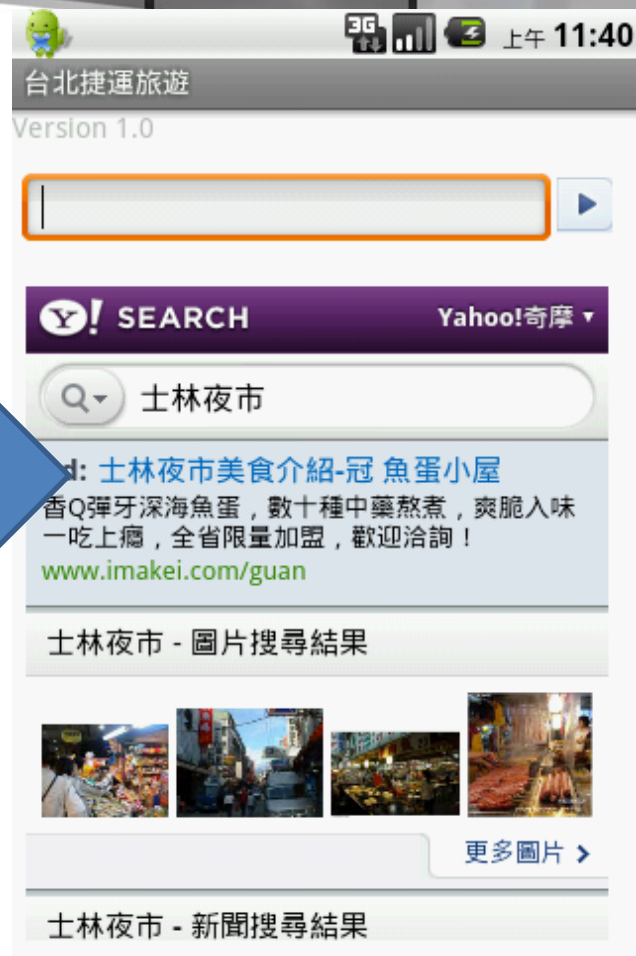 3G 上午 11:40
台北捷運旅遊
Version 1.0
Y! SEARCH Yahoo!奇摩
士林夜市
d: 士林夜市美食介紹-冠 魚蛋小屋
香Q彈牙深海魚蛋，數十種中藥熬煮，爽脆入味
一吃上癮，全省限量加盟，歡迎洽詢！
www.imakei.com/guan
士林夜市 - 圖片搜尋結果
更多圖片
士林夜市 - 新聞搜尋結果